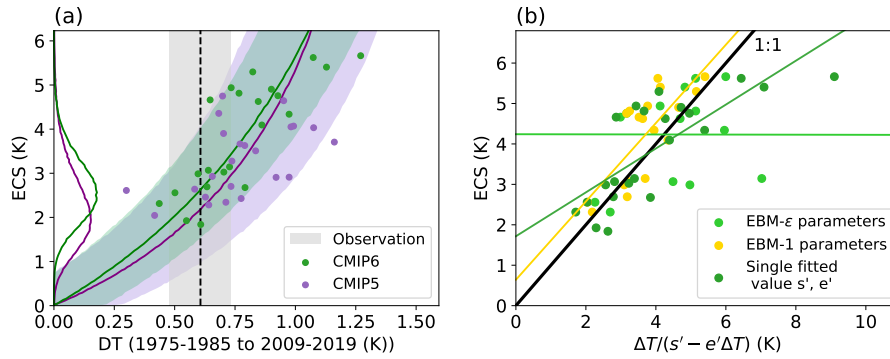 (a)
ECS (K)
6
5
4
3
2
1
0
Observation
CMIP6
CMIP5
0.00 0.25 0.50 0.75 1.00 1.25 1.50
DT (1975-1985 to 2009-2019 (K))
(b)
1:1
ECS (K)
6
5
4
3
2
1
0
EBM-ε parameters
EBM-1 parameters
Single fitted
value s', e'
0 2 4 6 8 10
ΔT/(s′ − e′ΔT) (K)